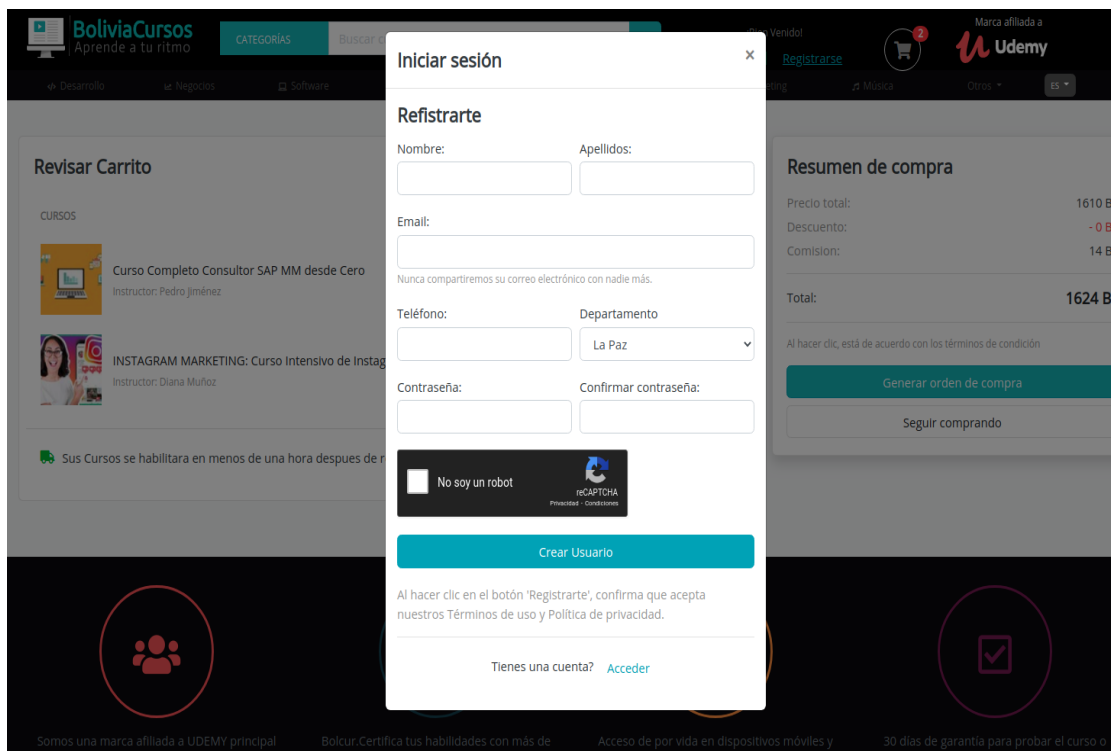 BoliviaCursos
Aprende a tu ritmo
CATEGORÍAS
Buscar
Venido!
Registrarse
2
Marca afiliada a
Udemy
Desarrollo
Negocios
Software
Música
Otros
ES
Iniciar sesión
×
Refistrarte
Nombre:
Apellidos:
Email:
Nunca compartiremos su correo electrónico con nadie más.
Teléfono:
Departamento
La Paz
Contraseña:
Confirmar contraseña:
No soy un robot
reCAPTCHA
Privacidad - Condiciones
Crear Usuario
Al hacer clic en el botón 'Registrarte', confirma que acepta
nuestros Términos de uso y Política de privacidad.
Tienes una cuenta? Acceder
Revisar Carrito
CURSOS
Curso Completo Consultor SAP MM desde Cero
Instructor: Pedro Jiménez
INSTAGRAM MARKETING: Curso Intensivo de Instag
Instructor: Diana Muñoz
Sus Cursos se habilitara en menos de una hora despues de r
Resumen de compra
Precio total: 1610 B
Descuento: - 0 B
Comision: 14 B
Total: 1624 B
Al hacer clic, está de acuerdo con los términos de condición
Generar orden de compra
Seguir comprando
Somos una marca afiliada a UDEMY principal
Bolcur.Certifica tus habilidades con más de
Acceso de por vida en dispositivos móviles y
30 días de garantía para probar el curso o